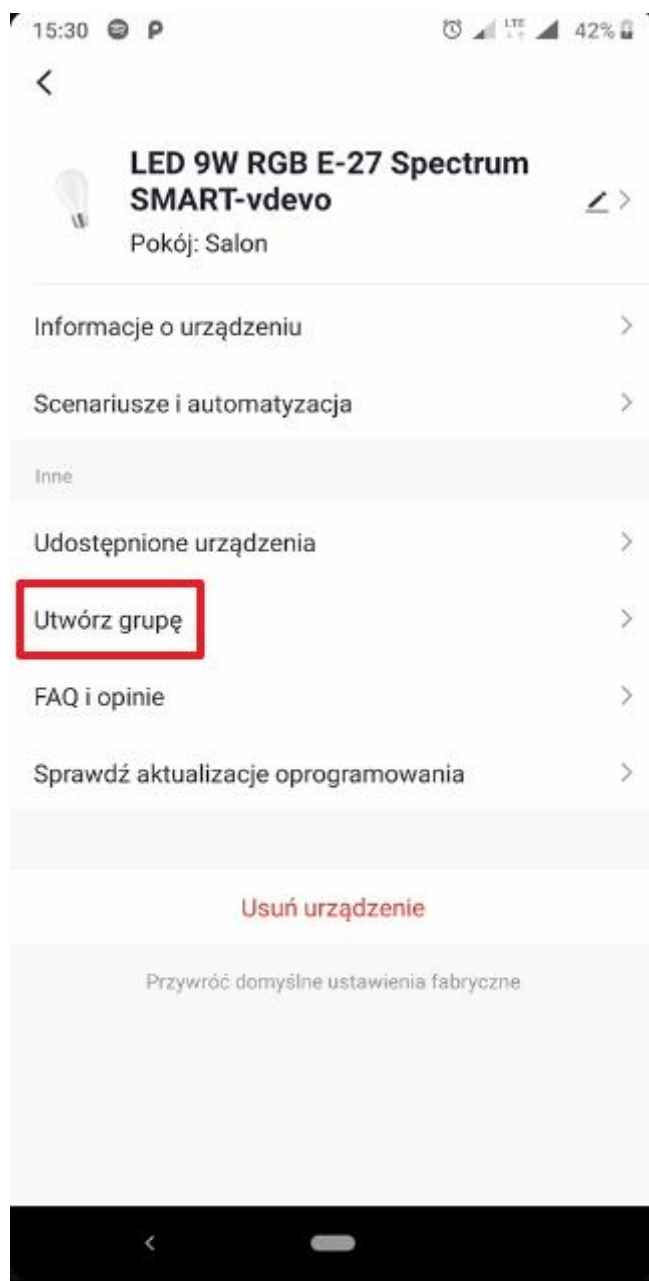 15:30
LTE 42%
LED 9W RGB E-27 Spectrum
SMART-vdevo
Pokój: Salon
Informacje o urządzeniu
Scenariusze i automatyzacja
Inne
Udostępnione urządzenia
Utwórz grupę
FAQ i opinie
Sprawdź aktualizacje oprogramowania
Usuń urządzenie
Przywróć domyślne ustawienia fabryczne